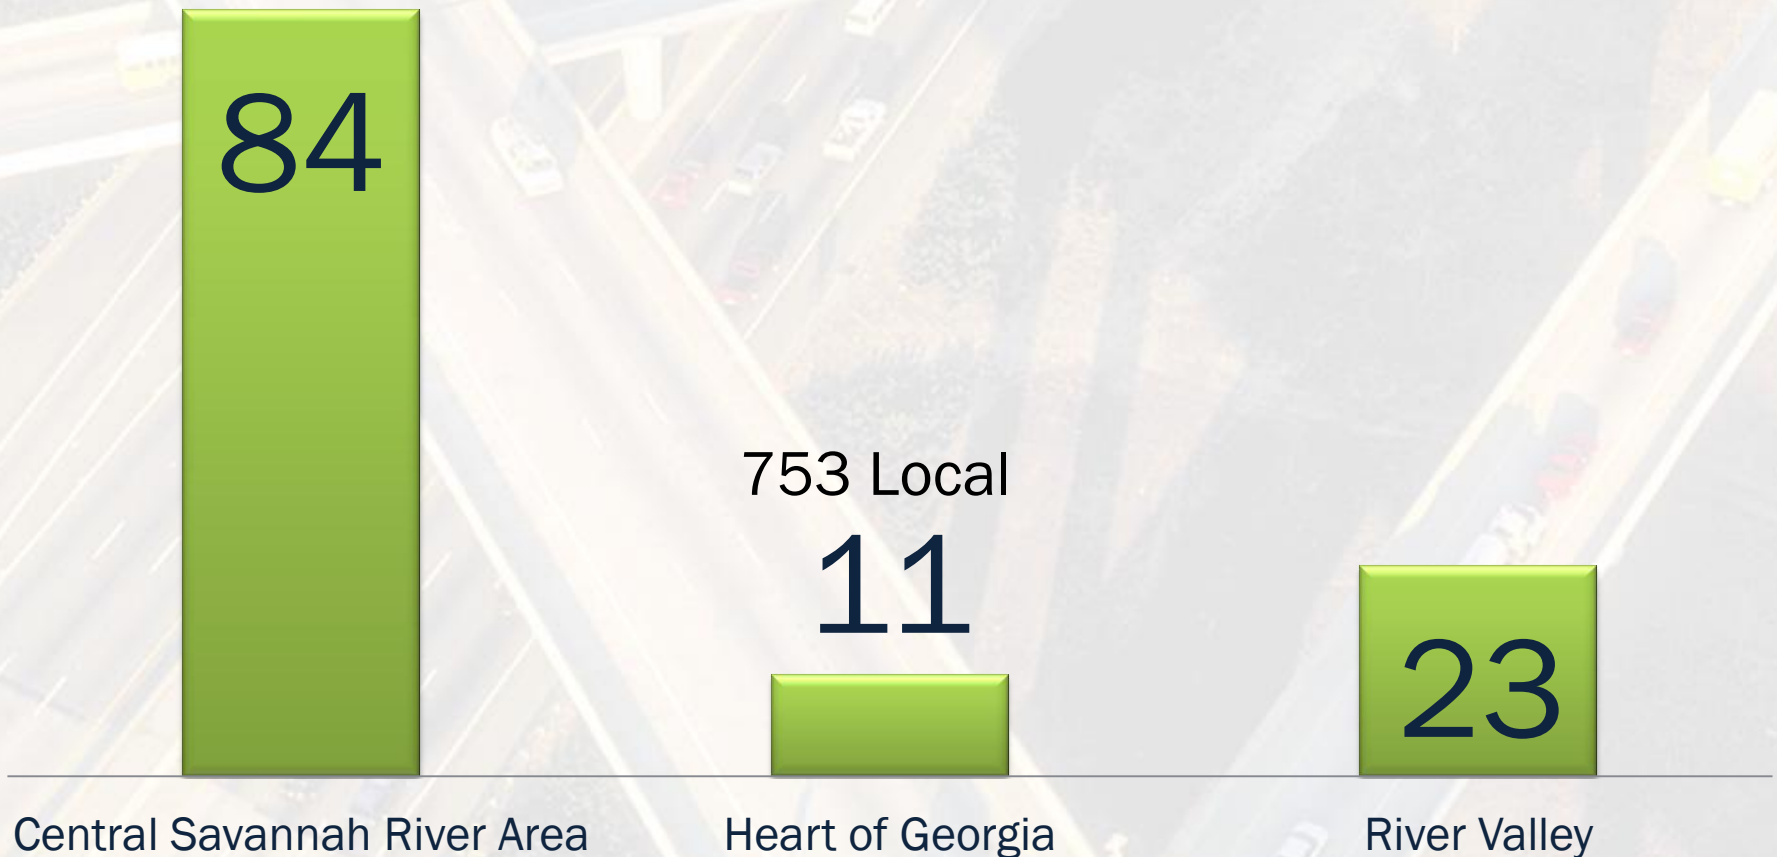 84
753 Local
11
23
Central Savannah River Area
Heart of Georgia
River Valley